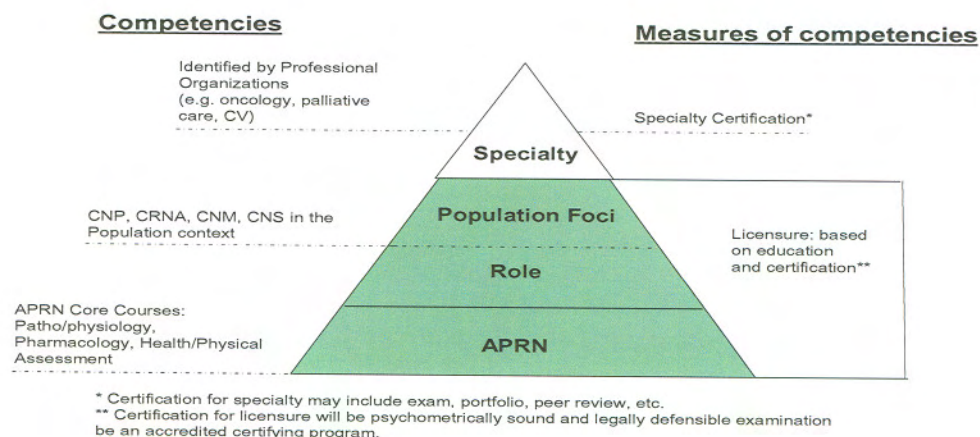 Competencies
Measures of competencies
Identified by Professional
Organizations
(e.g. oncology, palliative
care, CV)
Specialty Certification*
Specialty
CNP, CRNA, CNM, CNS in the
Population context
Population Foci
Licensure: based
on education
and certification**
Role
APRN Core Courses:
Patho/physiology,
Pharmacology, Health/Physical
Assessment
APRN
* Certification for specialty may include exam, portfolio, peer review, etc.
** Certification for licensure will be psychometrically sound and legally defensible examination
be an accredited certifying program.